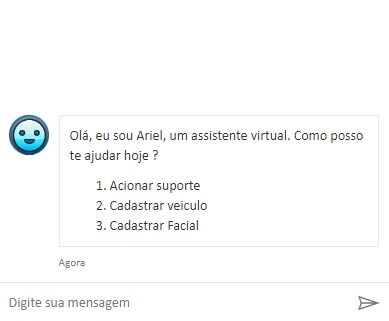 Olá, eu sou Ariel, um assistente virtual. Como posso
te ajudar hoje ?
1. Acionar suporte
2. Cadastrar veiculo
3. Cadastrar Facial
Agora
Digite sua mensagem